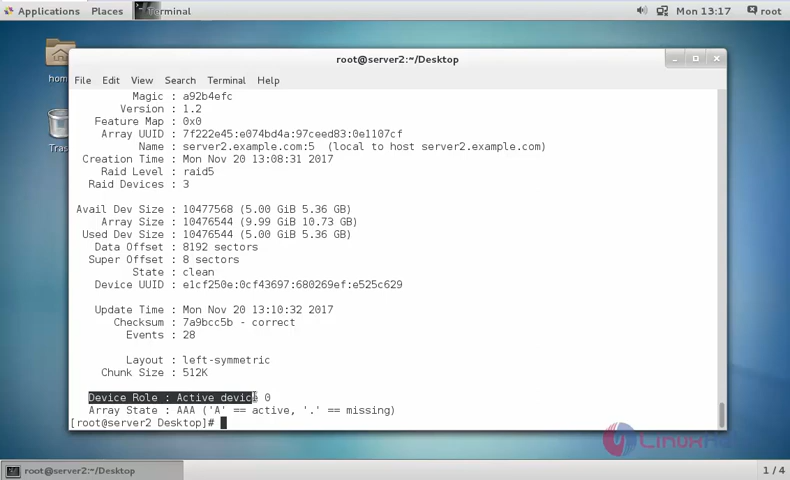 Applications Places Terminal Mon 13:17 root
home
Tras
root@server2:~/Desktop
File Edit View Search Terminal Help
Magic : a92b4efc
Version : 1.2
Feature Map : 0x0
Array UUID : 7f222e45:e074bd4a:97ceed83:0e1107cf
Name : server2.example.com:5 (local to host server2.example.com)
Creation Time : Mon Nov 20 13:08:31 2017
Raid Level : raid5
Raid Devices : 3
Avail Dev Size : 10477568 (5.00 GiB 5.36 GB)
Array Size : 10476544 (9.99 GiB 10.73 GB)
Used Dev Size : 10476544 (5.00 GiB 5.36 GB)
Data Offset : 8192 sectors
Super Offset : 8 sectors
State : clean
Device UUID : e1cf250e:0cf43697:680269ef:e525c629
Update Time : Mon Nov 20 13:10:32 2017
Checksum : 7a9bcc5b - correct
Events : 28
Layout : left-symmetric
Chunk Size : 512K
Device Role : Active device 0
Array State : AAA ('A' == active, '.' == missing)
[root@server2 Desktop]#
root@server2:~/Desktop
1 / 4